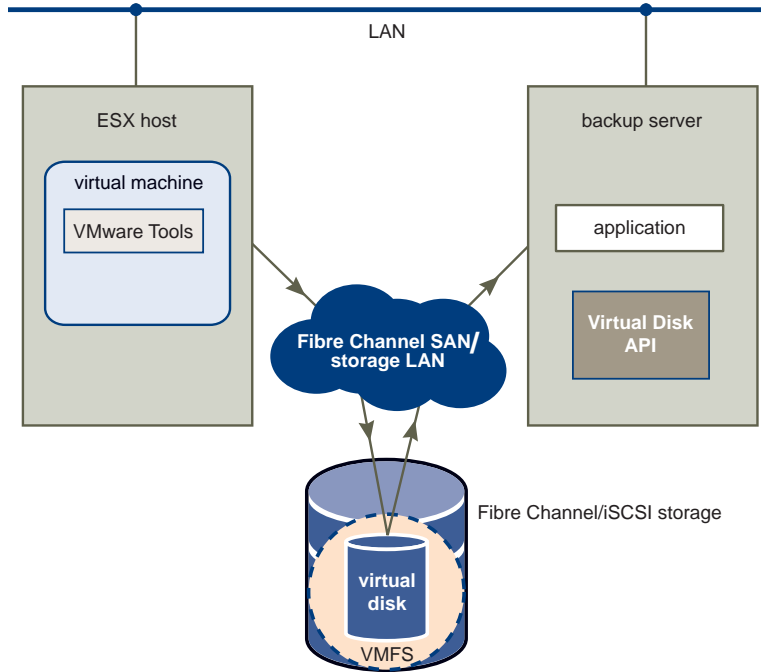 LAN
ESX host
virtual machine
VMware Tools
backup server
application
Virtual Disk
API
Fibre Channel SAN/
storage LAN
Fibre Channel/iSCSI storage
virtual
disk
VMFS